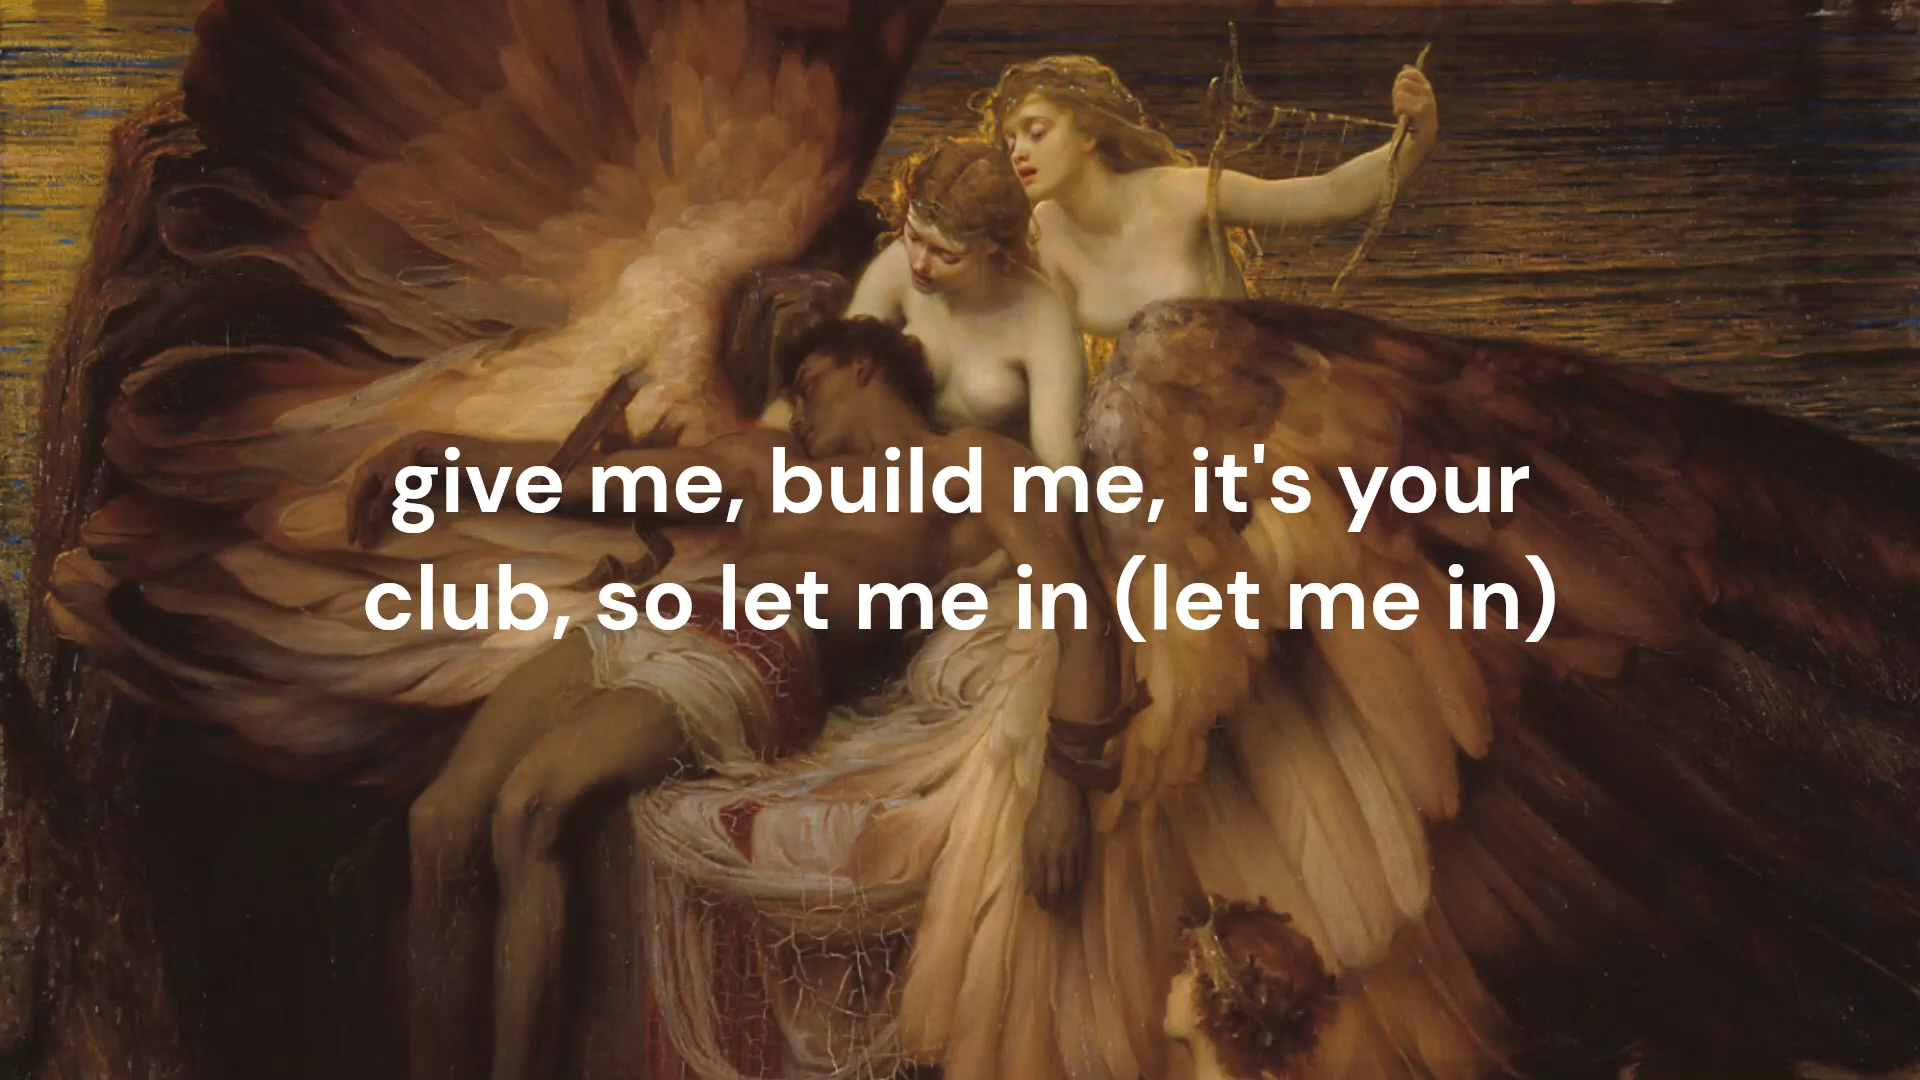 give me, build me, it's your
club, so let me in (let me in)